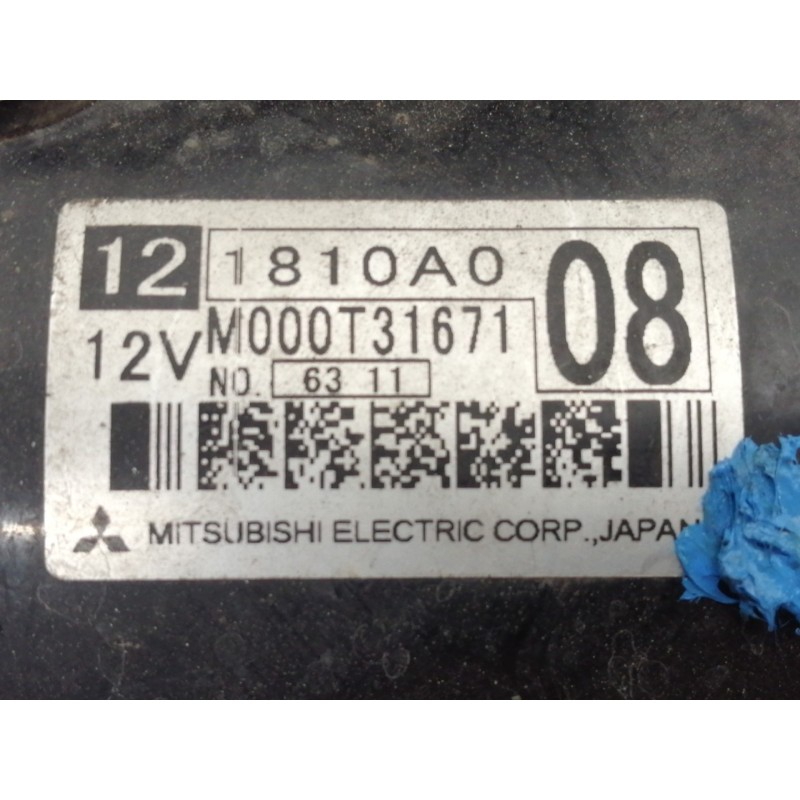 12 1810A0 08
12V M000T31671
NO. 63 11
MITSUBISHI ELECTRIC CORP.,JAPAN